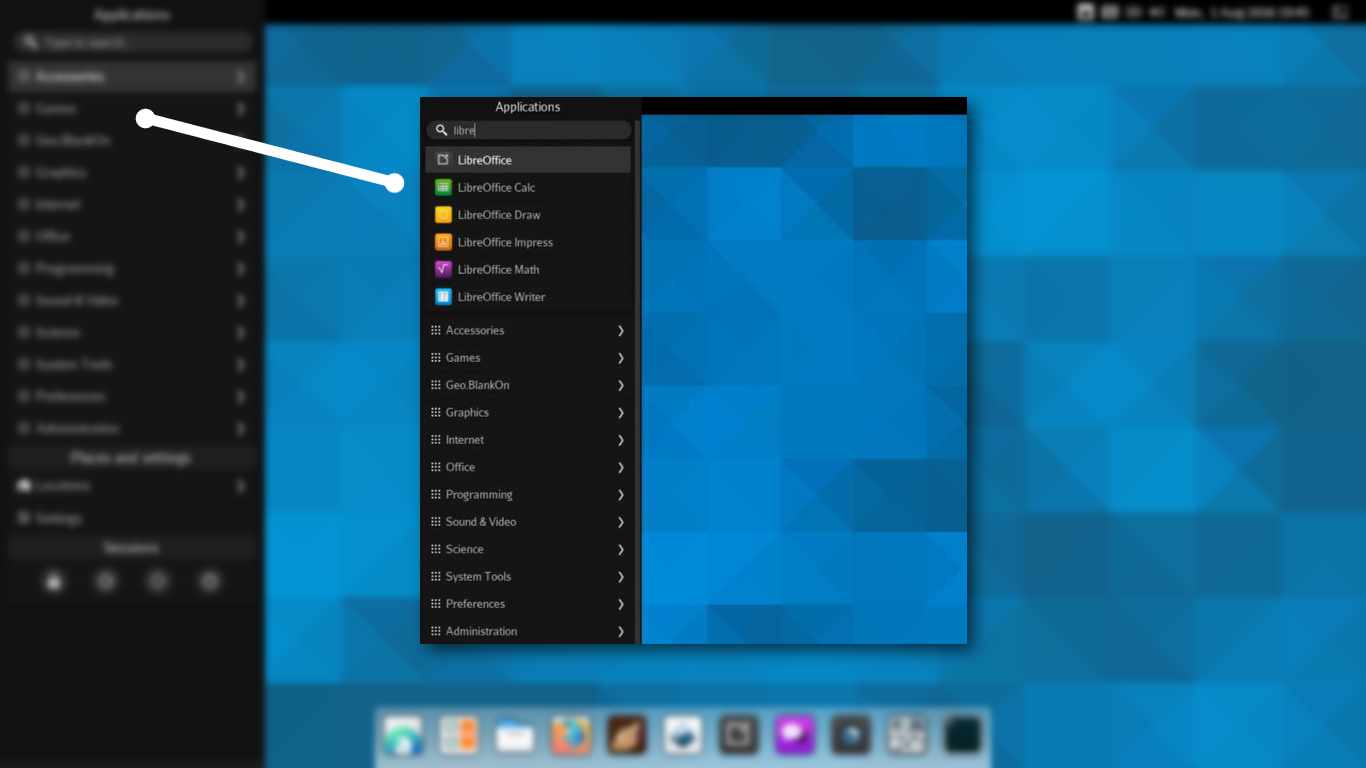 Applications
Type to search...
Accessories
Games
Geo.BlankOn
Graphics
Internet
Office
Programming
Sound & Video
Science
System Tools
Preferences
Administration
Places and settings
Locations
Settings
Sessions
Mon, 1 Aug 2016
Applications
libre
LibreOffice
LibreOffice Calc
LibreOffice Draw
LibreOffice Impress
LibreOffice Math
LibreOffice Writer
Accessories
Games
Geo.BlankOn
Graphics
Internet
Office
Programming
Sound & Video
Science
System Tools
Preferences
Administration